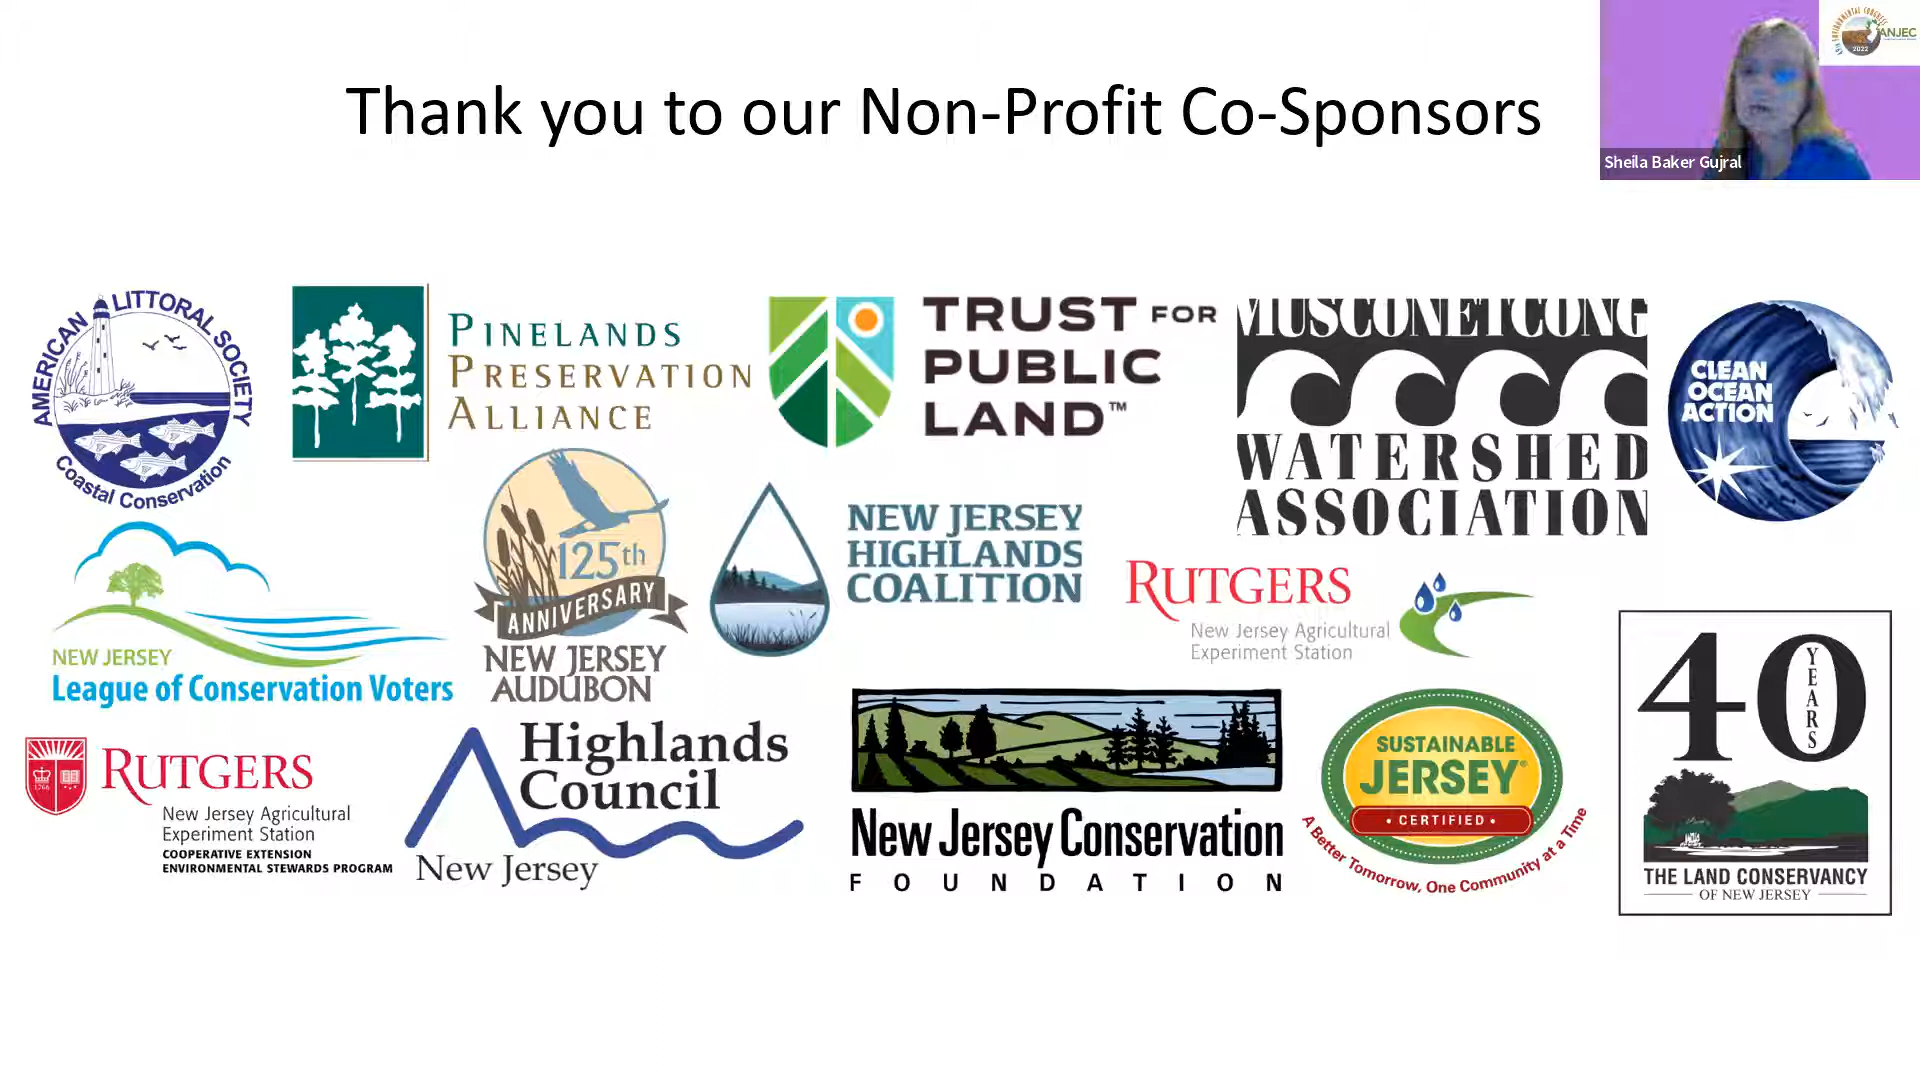 Thank you to our Non-Profit Co-Sponsors
ANJEC
2022
Sheila Baker Gujral
AMERICAN LITTORAL SOCIETY
Coastal Conservation
PINELANDS
PRESERVATION
ALLIANCE
TRUST FOR
PUBLIC
LAND™
MUSCONETCONG
WATERSHED
ASSOCIATION
CLEAN
OCEAN
ACTION
NEW JERSEY
League of Conservation Voters
125th
ANNIVERSARY
NEW JERSEY
AUDUBON
NEW JERSEY
HIGHLANDS
COALITION
RUTGERS
New Jersey Agricultural
Experiment Station
40
YEARS
THE LAND CONSERVANCY
OF NEW JERSEY
1766
RUTGERS
New Jersey Agricultural
Experiment Station
COOPERATIVE EXTENSION
ENVIRONMENTAL STEWARDS PROGRAM
Highlands
Council
New Jersey
New Jersey Conservation
FOUNDATION
SUSTAINABLE
JERSEY®
• CERTIFIED •
A Better Tomorrow, One Community at a Time